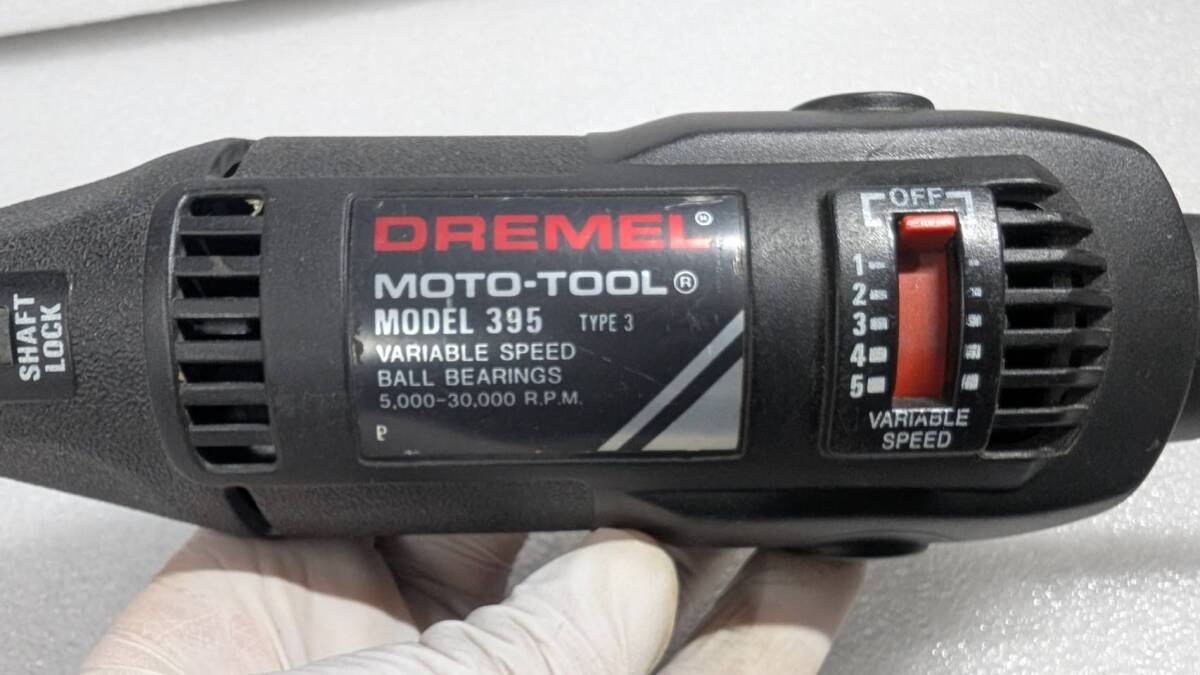 SHAFT
LOCK
DREMEL®
MOTO-TOOL®
MODEL 395 TYPE 3
VARIABLE SPEED
BALL BEARINGS
5,000-30,000 R.P.M.
OFF
1
2
3
4
5
VARIABLE
SPEED